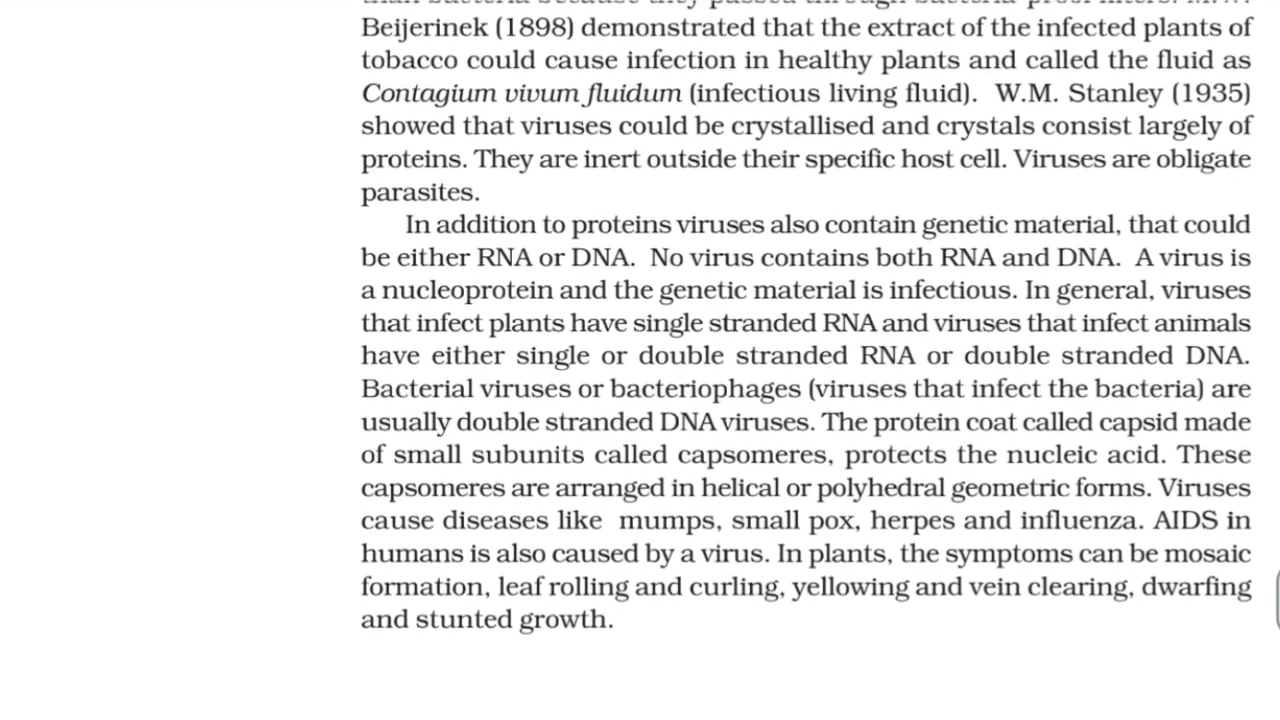 Beijerinek (1898) demonstrated that the extract of the infected plants of
tobacco could cause infection in healthy plants and called the fluid as
Contagium vivum fluidum (infectious living fluid). W.M. Stanley (1935)
showed that viruses could be crystallised and crystals consist largely of
proteins. They are inert outside their specific host cell. Viruses are obligate
parasites.
In addition to proteins viruses also contain genetic material, that could
be either RNA or DNA. No virus contains both RNA and DNA. A virus is
a nucleoprotein and the genetic material is infectious. In general, viruses
that infect plants have single stranded RNA and viruses that infect animals
have either single or double stranded RNA or double stranded DNA.
Bacterial viruses or bacteriophages (viruses that infect the bacteria) are
usually double stranded DNA viruses. The protein coat called capsid made
of small subunits called capsomeres, protects the nucleic acid. These
capsomeres are arranged in helical or polyhedral geometric forms. Viruses
cause diseases like mumps, small pox, herpes and influenza. AIDS in
humans is also caused by a virus. In plants, the symptoms can be mosaic
formation, leaf rolling and curling, yellowing and vein clearing, dwarfing
and stunted growth.